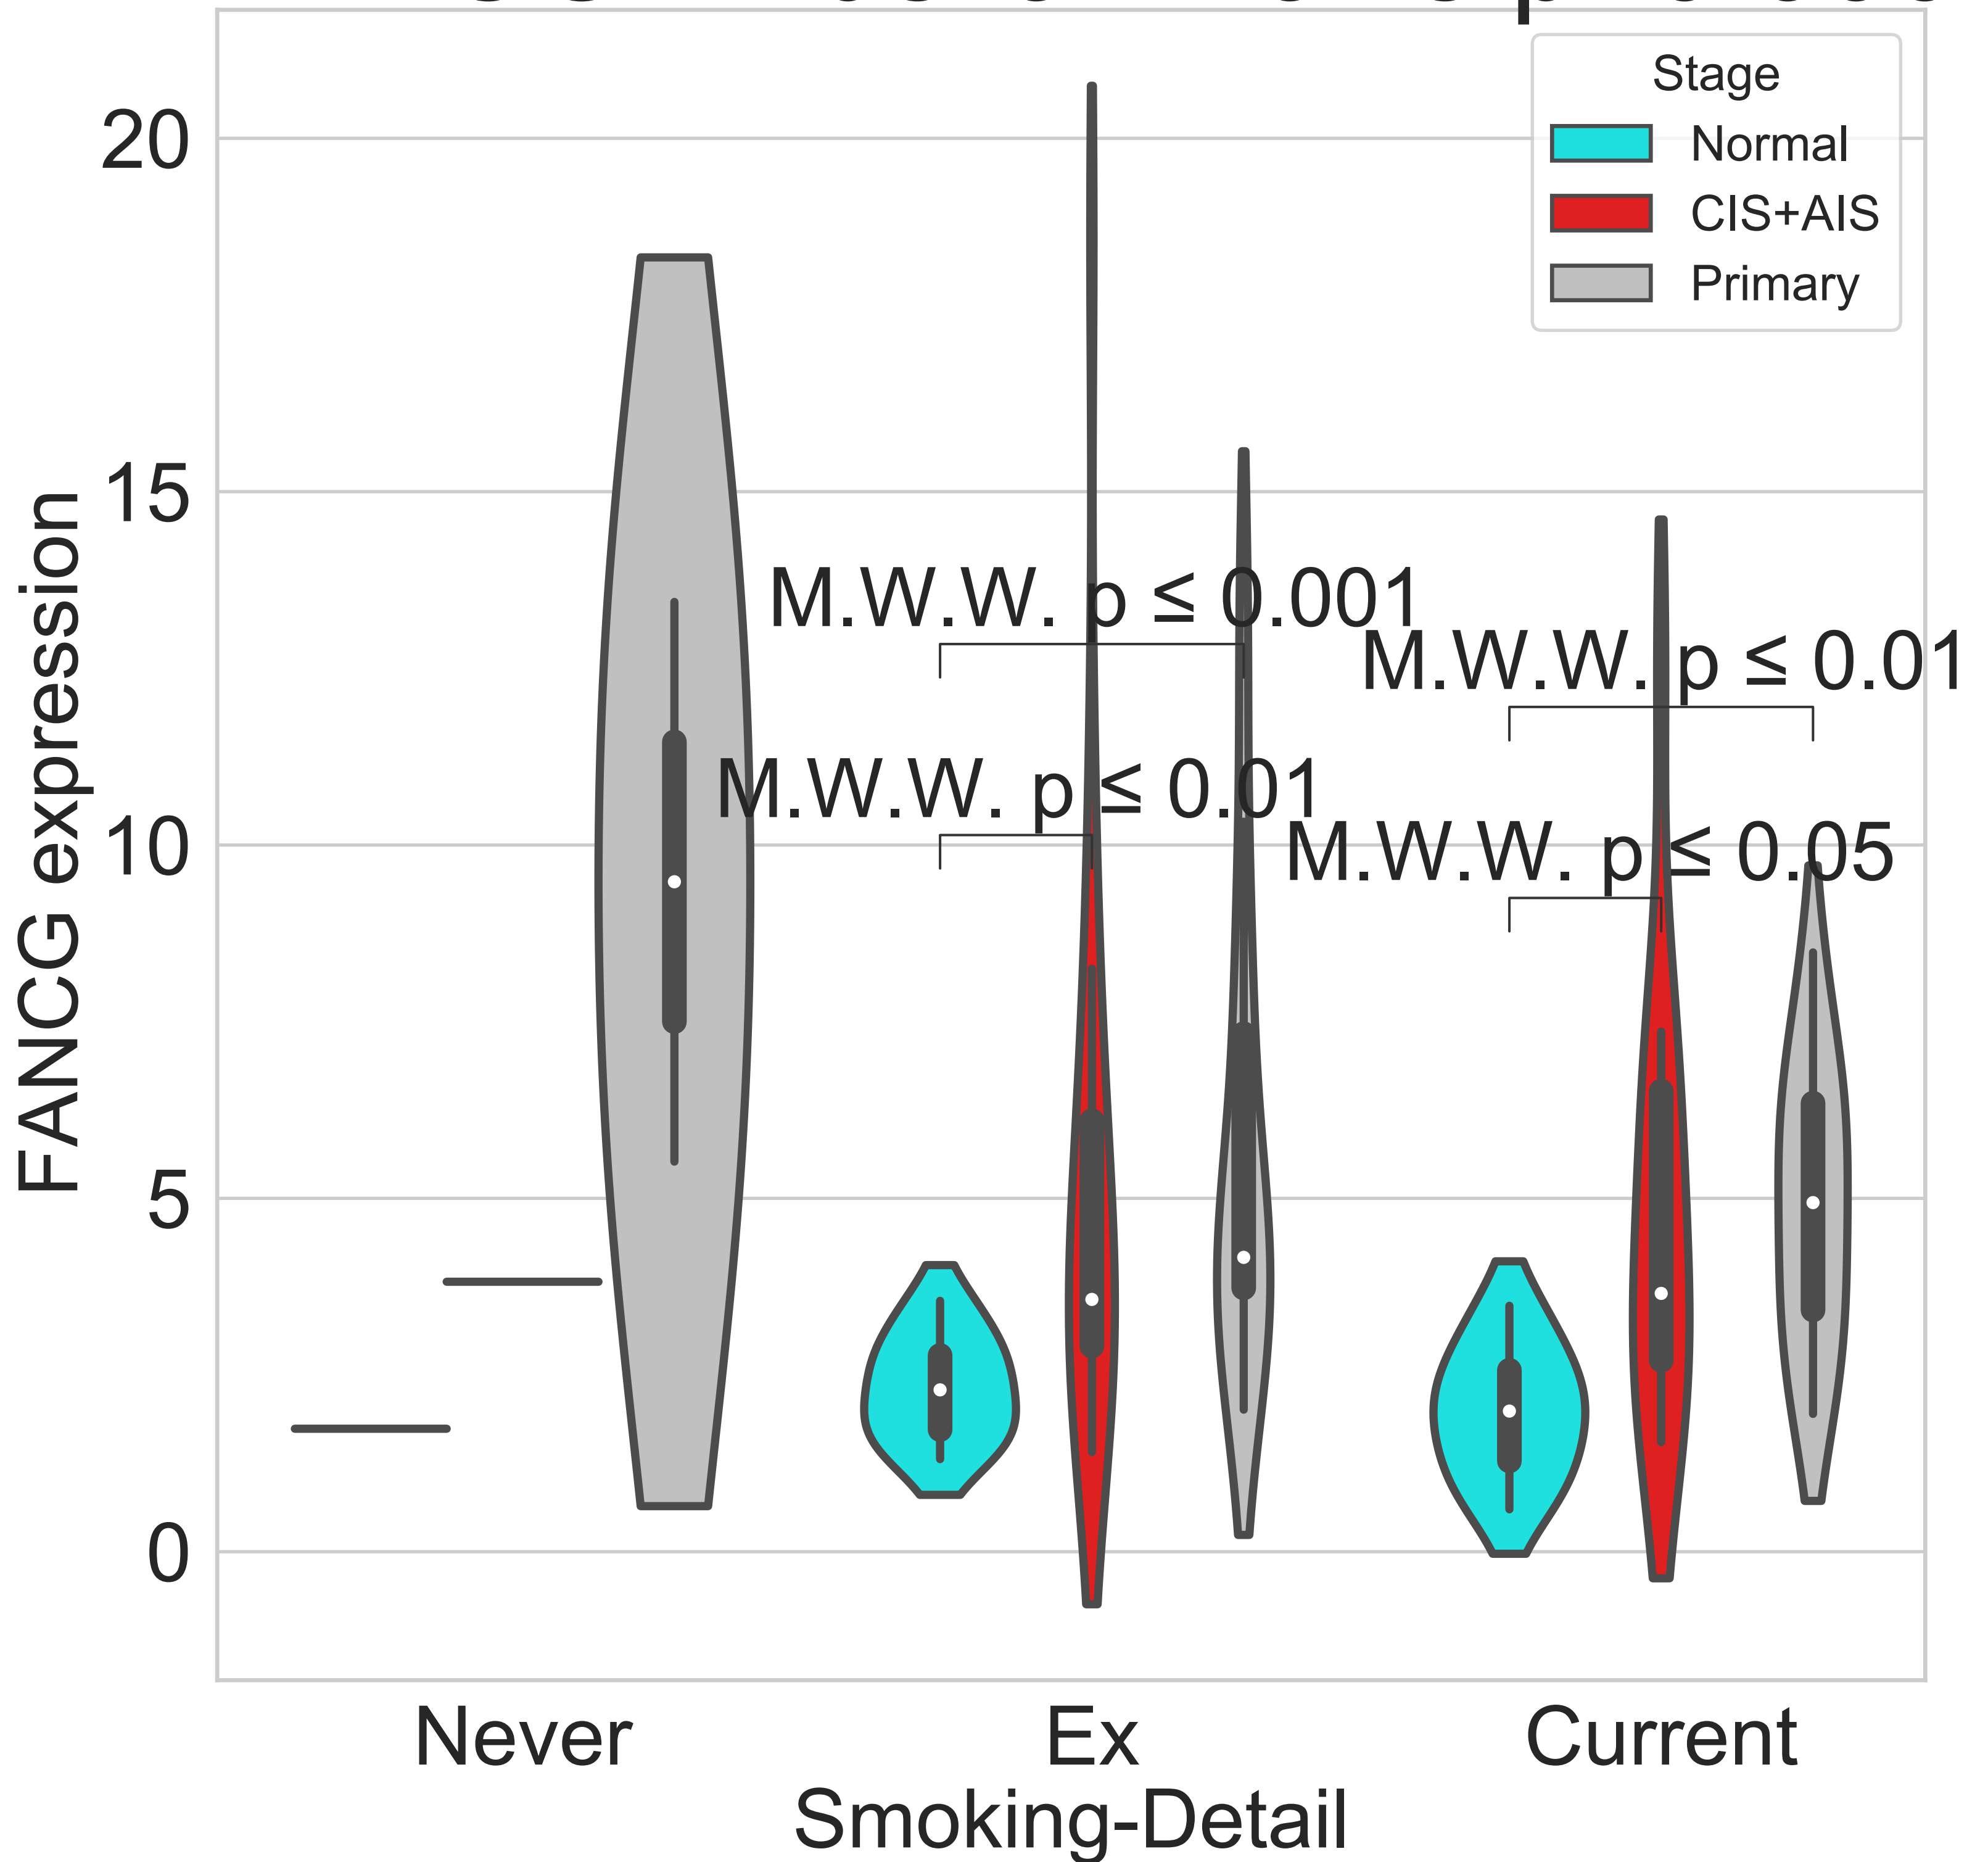 Stage
Normal
CIS+AIS
Primary
20
15
10
5
0
FANCG expression
M.W.W. p ≤ 0.001
M.W.W. p ≤ 0.01
M.W.W. p ≤ 0.01
M.W.W. p ≤ 0.05
Never
Ex
Current
Smoking-Detail